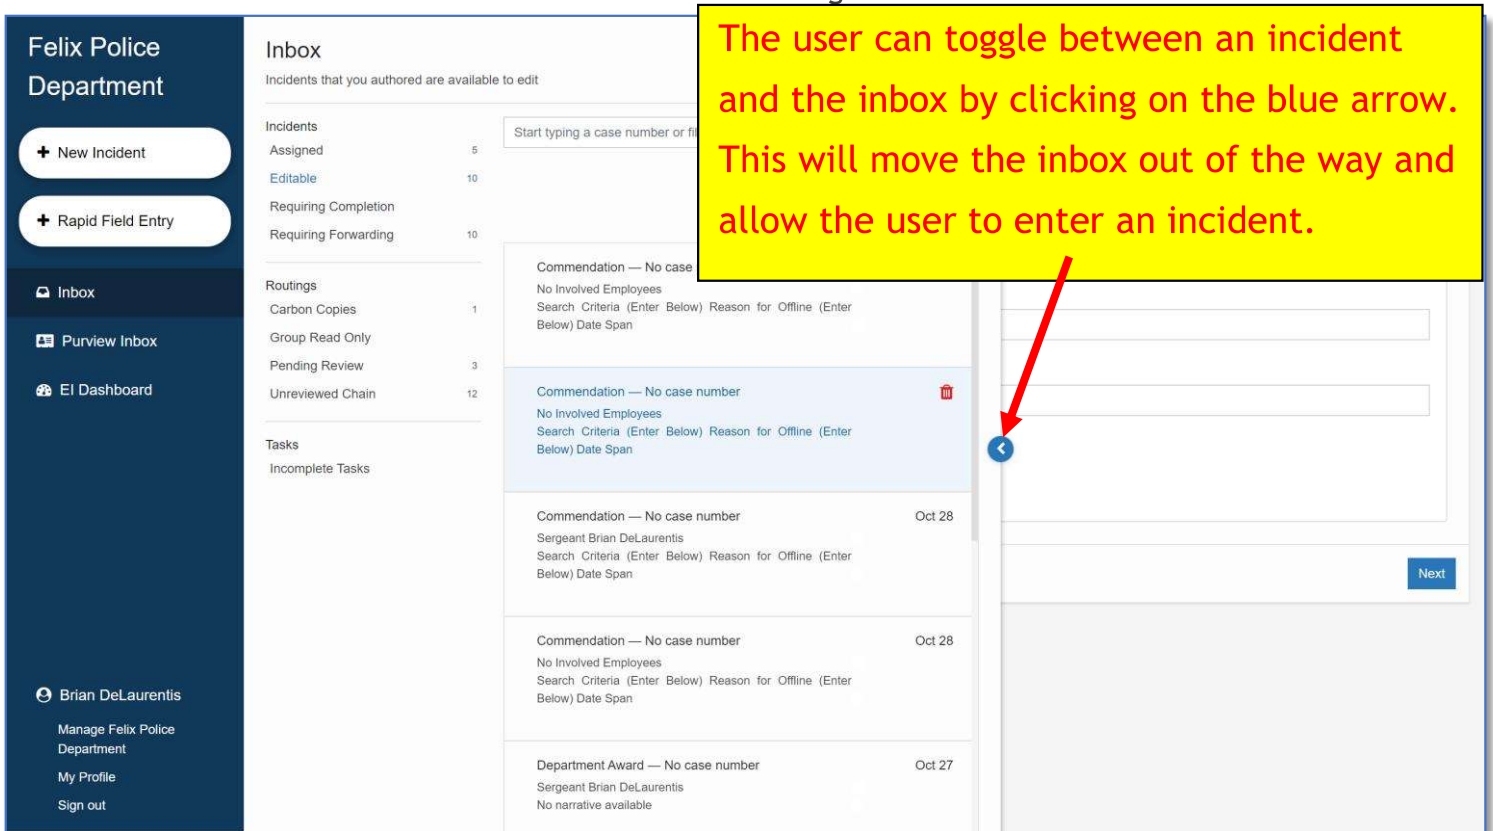 Felix Police
Department
+ New Incident
+ Rapid Field Entry
Inbox
Purview Inbox
EI Dashboard
Brian DeLaurentis
Manage Felix Police
Department
My Profile
Sign out
Inbox
Incidents that you authored are available to edit
Incidents
Assigned 5
Editable 10
Requiring Completion
Requiring Forwarding 10
Routings
Carbon Copies 1
Group Read Only
Pending Review 3
Unreviewed Chain 12
Tasks
Incomplete Tasks
Start typing a case number or
Commendation — No case
No Involved Employees
Search Criteria (Enter Below) Reason for Offline (Enter
Below) Date Span
Commendation — No case number
No Involved Employees
Search Criteria (Enter Below) Reason for Offline (Enter
Below) Date Span
Commendation — No case number Oct 28
Sergeant Brian DeLaurentis
Search Criteria (Enter Below) Reason for Offline (Enter
Below) Date Span
Commendation — No case number Oct 28
No Involved Employees
Search Criteria (Enter Below) Reason for Offline (Enter
Below) Date Span
Department Award — No case number Oct 27
Sergeant Brian DeLaurentis
No narrative available
The user can toggle between an incident
and the inbox by clicking on the blue arrow.
This will move the inbox out of the way and
allow the user to enter an incident.
Next